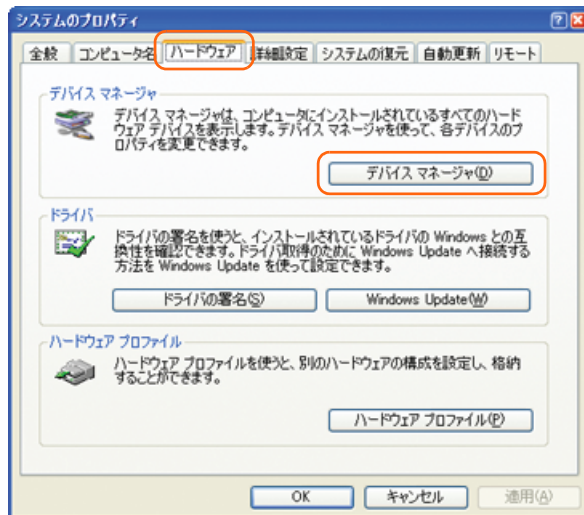 システムのプロパティ
全般 コンピュータ名 ハードウェア 詳細設定 システムの復元 自動更新 リモート
デバイス マネージャ
デバイス マネージャは、コンピュータにインストールされているすべてのハード
ウェア デバイスを表示します。デバイス マネージャを使って、各デバイスのプ
ロパティを変更できます。
デバイス マネージャ(D)
ドライバ
ドライバの署名を使うと、インストールされているドライバの Windows との互
換性を確認できます。ドライバ取得のために Windows Update へ接続する
方法を Windows Update を使って設定できます。
ドライバの署名(S) Windows Update(W)
ハードウェア プロファイル
ハードウェア プロファイルを使うと、別のハードウェアの構成を設定し、格納
することができます。
ハードウェア プロファイル(P)
OK キャンセル 適用(A)